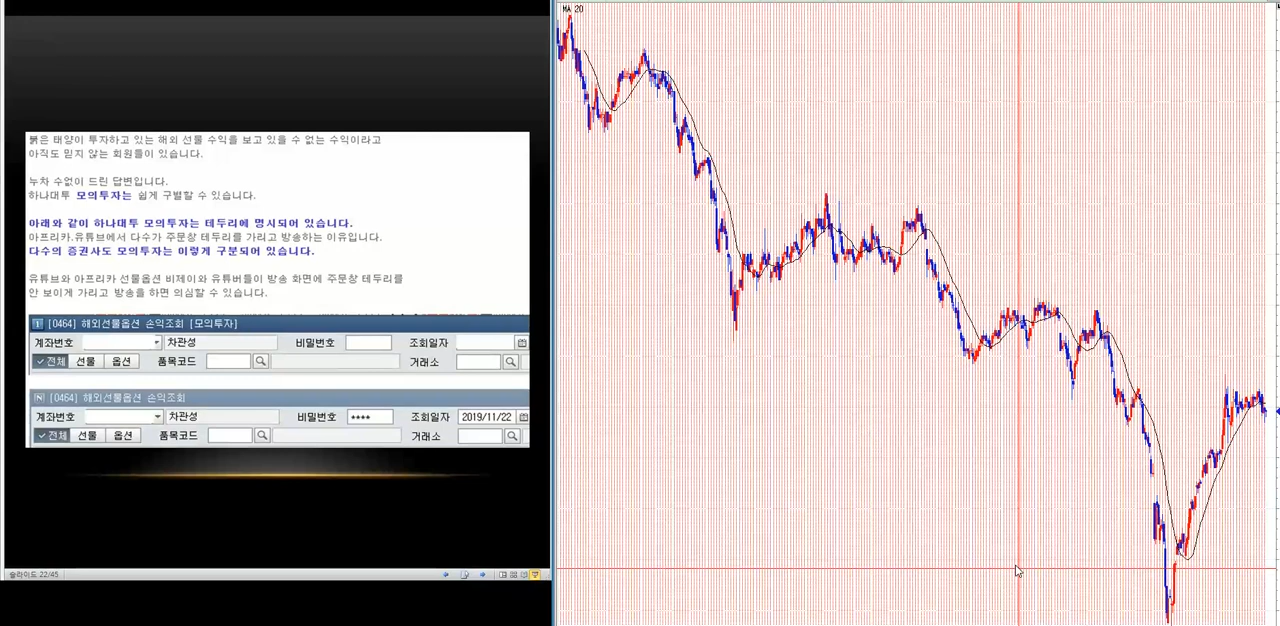 MA 20
붉은 태양이 투자하고 있는 해외 선물 수익을 보고 있을 수 없는 수익이라고
아직도 믿지 않는 회원들이 있습니다.
누차 수없이 드린 답변입니다.
하나대투 모의투자는 쉽게 구별할 수 있습니다.
아래와 같이 하나대투 모의투자는 테두리에 명시되어 있습니다.
아프리카,유튜브에서 다수가 주문창 테두리를 가리고 방송하는 이유입니다.
다수의 증권사도 모의투자는 이렇게 구분되어 있습니다.
유튜브와 아프리카 선물옵션 비제이와 유튜버들이 방송 화면에 주문창 테두리를
안 보이게 가리고 방송을 하면 의심할 수 있습니다.
[0464] 해외선물옵션 손익조회 [모의투자]
계좌번호 차관성 비밀번호 조회일자
전체 선물 옵션 품목코드 거래소
[0464] 해외선물옵션 손익조회
계좌번호 차관성 비밀번호 **** 조회일자 2019/11/22
전체 선물 옵션 품목코드 거래소
슬라이드 22/45